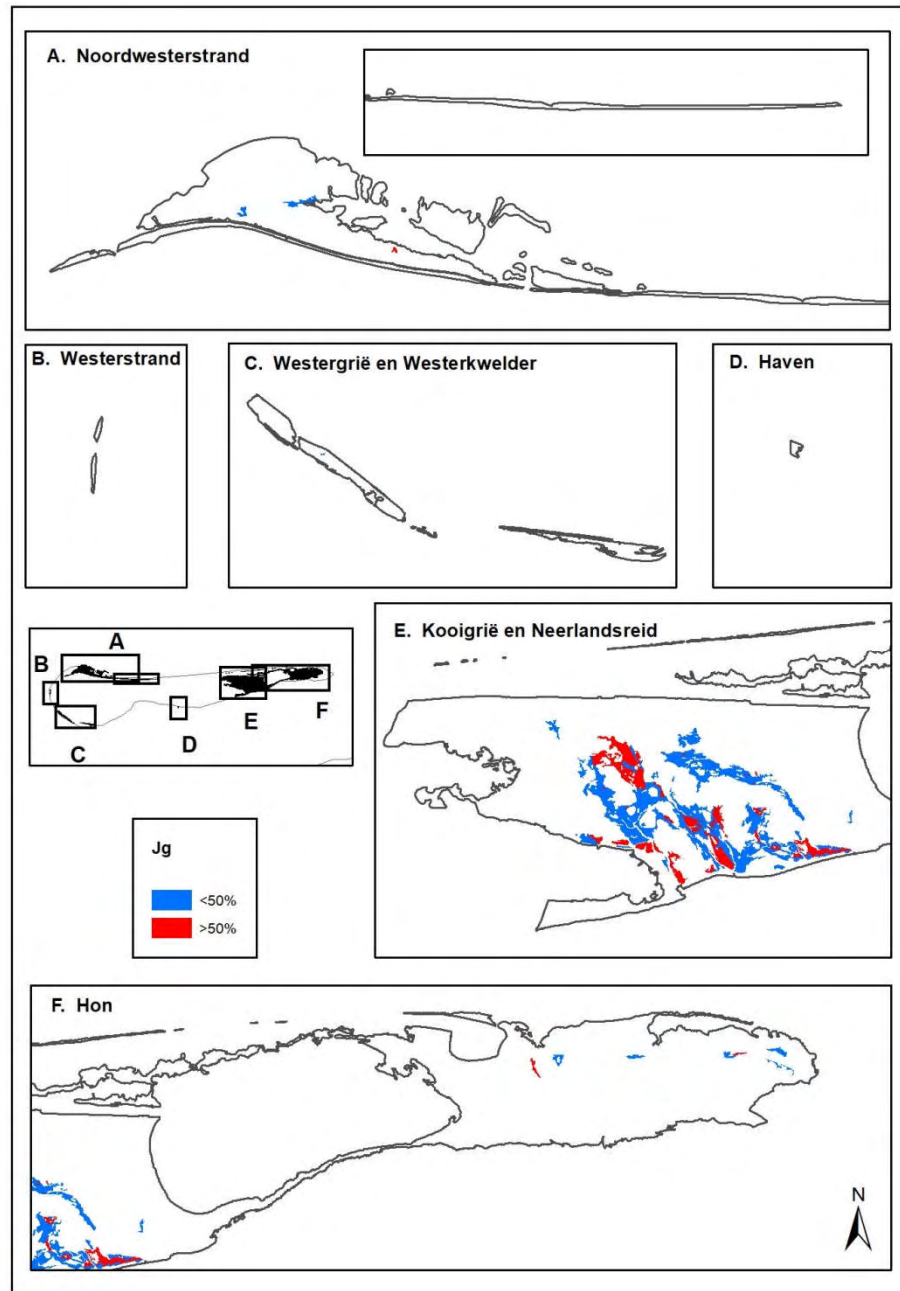 A. Noordwesterstrand
B. Westerstrand
C. Westergrië en Westerkwelder
D. Haven
A
B
C
D
E
F
E. Kooigrië en Neerlandsreid
Jg
<50%
>50%
F. Hon
N